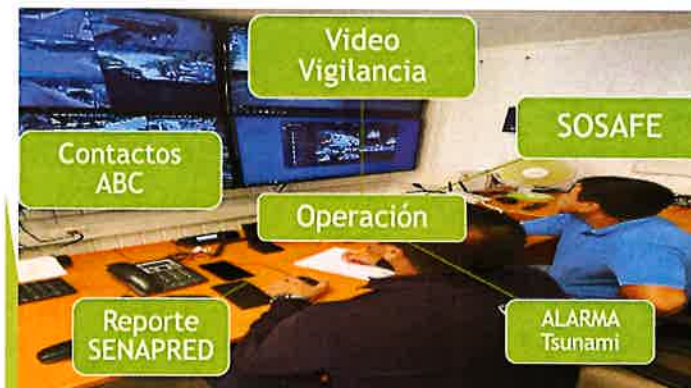 Video
Vigilancia
SOSAFE
Contactos
ABC
Operación
Reporte
SENAPRED
ALARMA
Tsunami